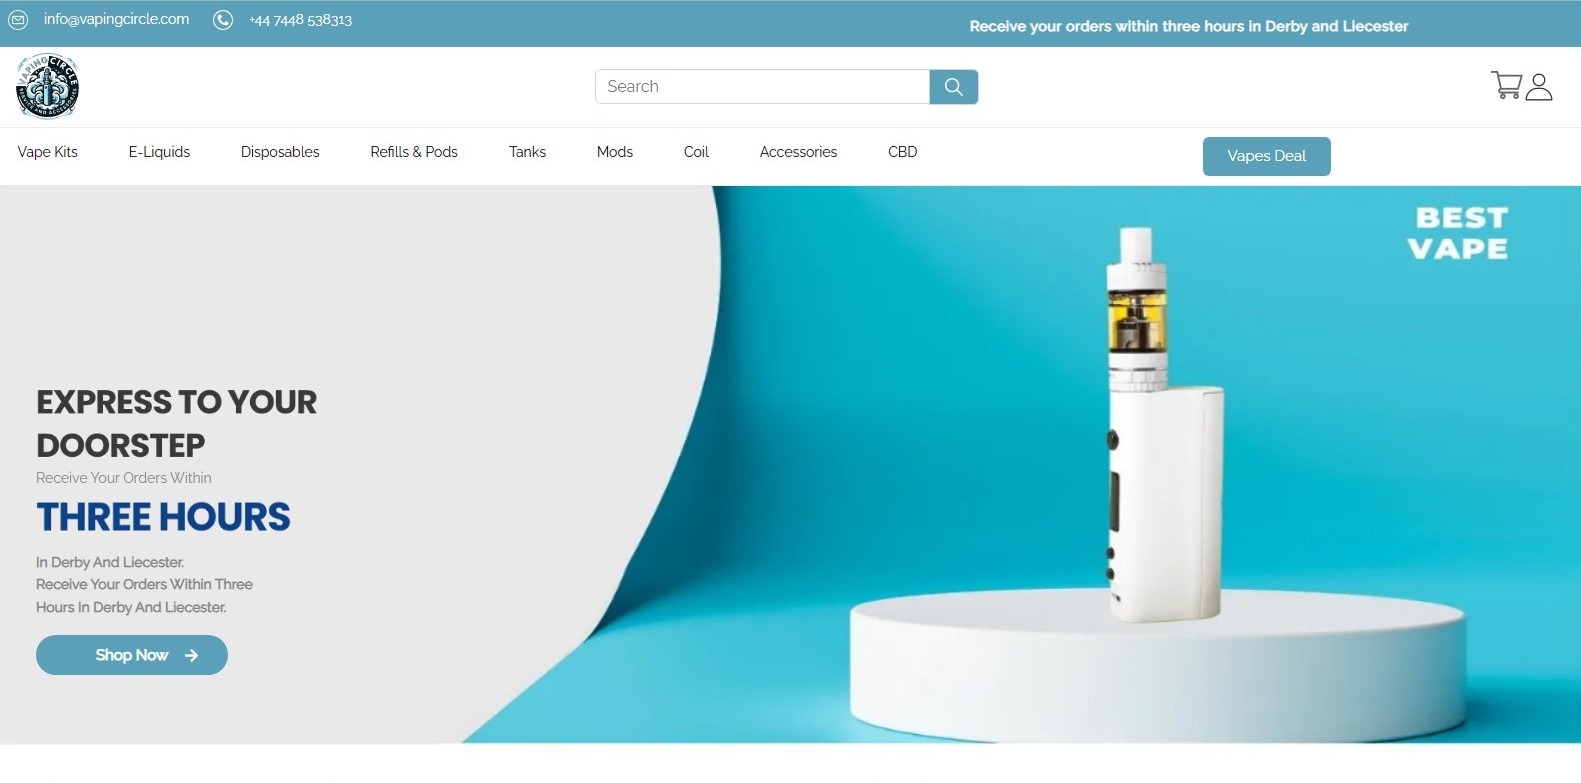 info@vapingcircle.com
+44 7448 538313
Receive your orders within three hours in Derby and Liecester
VAPING CIRCLE
SERVICE AND ACCESSORIES
Search
Vape Kits
E-Liquids
Disposables
Refills & Pods
Tanks
Mods
Coil
Accessories
CBD
Vapes Deal
BEST
VAPE
EXPRESS TO YOUR
DOORSTEP
Receive Your Orders Within
THREE HOURS
In Derby And Liecester.
Receive Your Orders Within Three
Hours In Derby And Liecester.
Shop Now